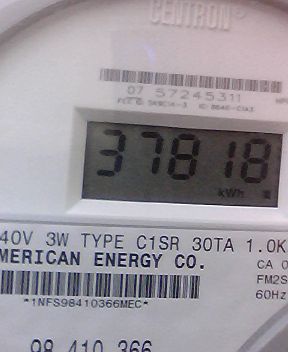 CENTRON®
07 57245311
37818
kWh
40V 3W TYPE C1SR 30TA 1.0K
MERICAN ENERGY CO.
CA 0
FM2S
60Hz
*1NFS98410366MEC*
98 410 366